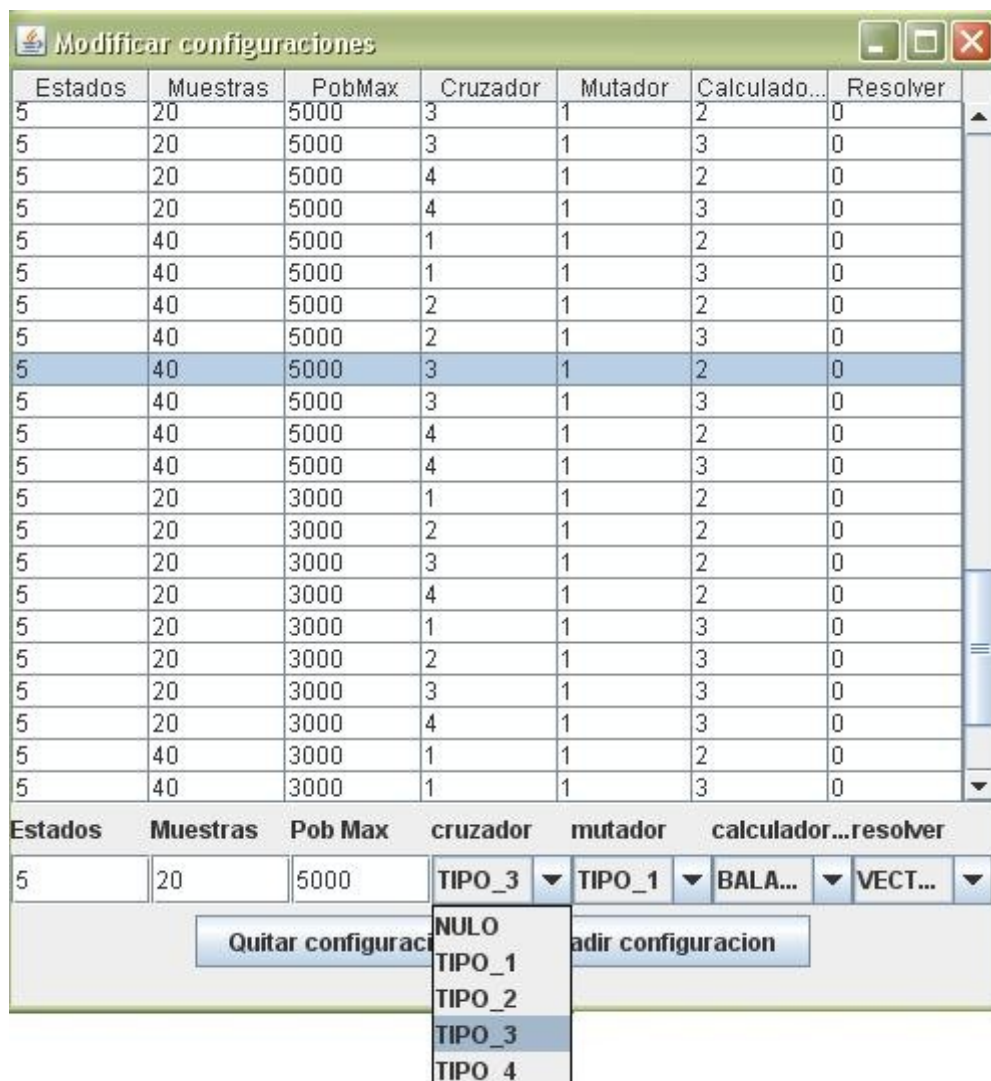 Modificar configuraciones
Estados Muestras PobMax Cruzador Mutador Calculado... Resolver
5 20 5000 3 1 2 0
5 20 5000 3 1 3 0
5 20 5000 4 1 2 0
5 20 5000 4 1 3 0
5 40 5000 1 1 2 0
5 40 5000 1 1 3 0
5 40 5000 2 1 2 0
5 40 5000 2 1 3 0
5 40 5000 3 1 2 0
5 40 5000 3 1 3 0
5 40 5000 4 1 2 0
5 40 5000 4 1 3 0
5 20 3000 1 1 2 0
5 20 3000 2 1 2 0
5 20 3000 3 1 2 0
5 20 3000 4 1 2 0
5 20 3000 1 1 3 0
5 20 3000 2 1 3 0
5 20 3000 3 1 3 0
5 20 3000 4 1 3 0
5 40 3000 1 1 2 0
5 40 3000 1 1 3 0
Estados Muestras Pob Max cruzador mutador calculador... resolver
5 20 5000 TIPO_3 TIPO_1 BALA... VECT...
Quitar configuraci adir configuracion
NULO
TIPO_1
TIPO_2
TIPO_3
TIPO_4